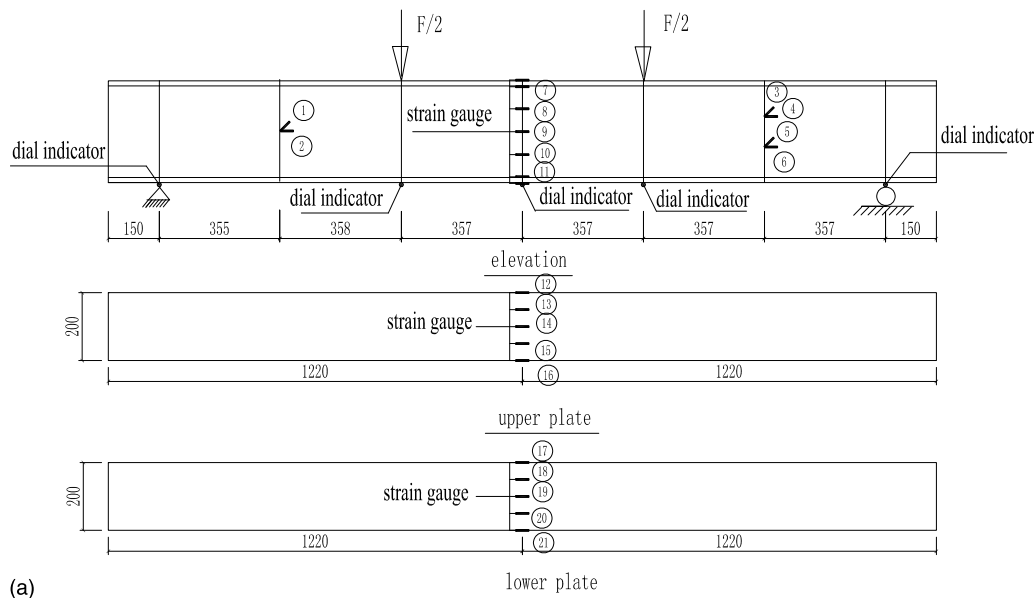 F/2 F/2
① ⑦ ③
strain gauge ⑧ ④
② ⑨ ⑤
dial indicator ⑩ ⑥ dial indicator
⑪
dial indicator dial indicator dial indicator
150 355 358 357 357 357 357 150
elevation
⑫
⑬
strain gauge ⑭
200
⑮
1220 ⑯ 1220
upper plate
⑰
⑱
strain gauge ⑲
200
⑳
1220 ㉑ 1220
(a) lower plate